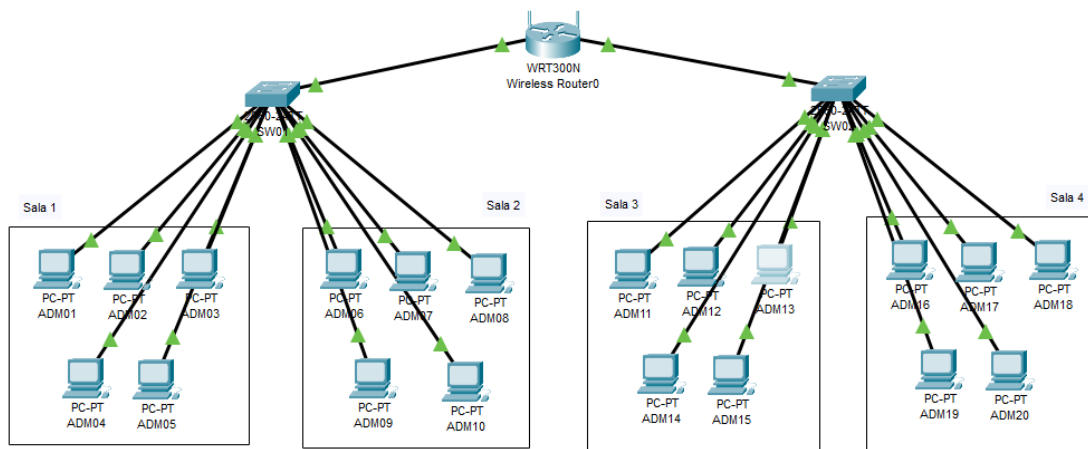 WRT300N
Wireless Router0
SW01
SW02
Sala 1
Sala 2
Sala 3
Sala 4
PC-PT
ADM01
PC-PT
ADM02
PC-PT
ADM03
PC-PT
ADM06
PC-PT
ADM07
PC-PT
ADM08
PC-PT
ADM11
PC-PT
ADM12
PC-PT
ADM13
PC-PT
ADM16
PC-PT
ADM17
PC-PT
ADM18
PC-PT
ADM04
PC-PT
ADM05
PC-PT
ADM09
PC-PT
ADM10
PC-PT
ADM14
PC-PT
ADM15
PC-PT
ADM19
PC-PT
ADM20